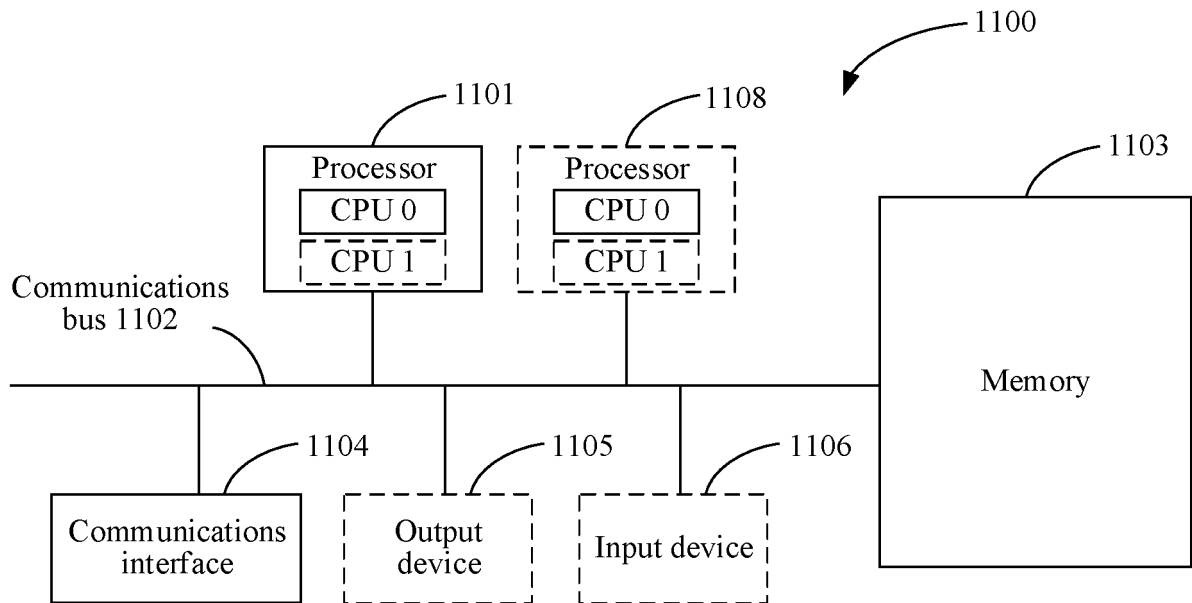 1100
1101
1108
1103
Processor
CPU 0
CPU 1
Processor
CPU 0
CPU 1
Communications
bus 1102
Memory
1104
1105
1106
Communications
interface
Output
device
Input device